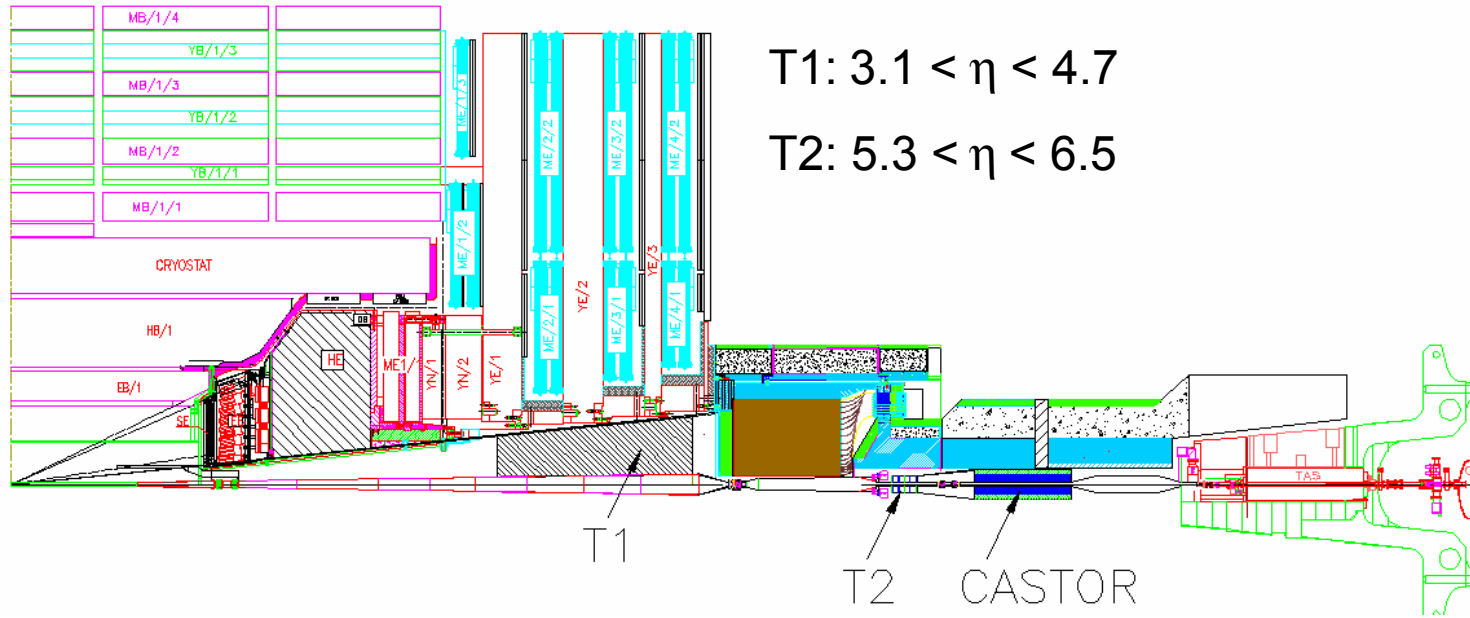 MB/1/4
YB/1/3
MB/1/3
YB/1/2
MB/1/2
YB/1/1
MB/1/1
CRYOSTAT
HB/1
EB/1
SE
HE
ME1/1
YN/1
YN/2
YE/1
ME/1/3
ME/1/2
ME/2/2
ME/2/1
YE/2
ME/3/2
ME/3/1
YE/3
ME/4/2
ME/4/1
T1: 3.1 < η < 4.7
T2: 5.3 < η < 6.5
TAS
T1
T2
CASTOR